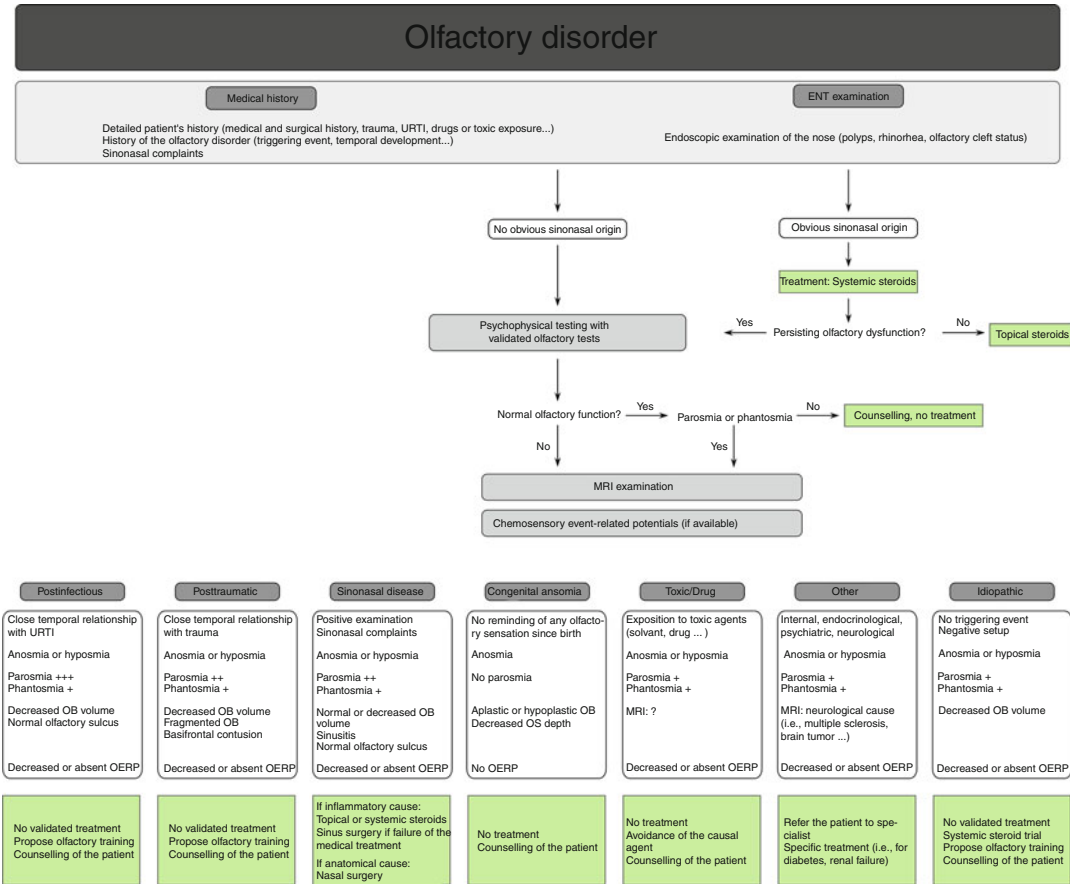 Olfactory disorder
Medical history
Detailed patient's history (medical and surgical history, trauma, URTI, drugs or toxic exposure...)
History of the olfactory disorder (triggering event, temporal development...)
Sinonasal complaints
ENT examination
Endoscopic examination of the nose (polyps, rhinorhea, olfactory cleft status)
No obvious sinonasal origin
Obvious sinonasal origin
Treatment: Systemic steroids
Psychophysical testing with
validated olfactory tests
Yes
Persisting olfactory dysfunction?
No
Topical steroids
Normal olfactory function?
Yes
Parosmia or phantosmia
No
Counselling, no treatment
No
Yes
MRI examination
Chemosensory event-related potentials (if available)
Postinfectious
Close temporal relationship
with URTI
Anosmia or hyposmia
Parosmia +++
Phantosmia +
Decreased OB volume
Normal olfactory sulcus
Decreased or absent OERP
No validated treatment
Propose olfactory training
Counselling of the patient
Posttraumatic
Close temporal relationship
with trauma
Anosmia or hyposmia
Parosmia ++
Phantosmia +
Decreased OB volume
Fragmented OB
Basifrontal contusion
Decreased or absent OERP
No validated treatment
Propose olfactory training
Counselling of the patient
Sinonasal disease
Positive examination
Sinonasal complaints
Anosmia or hyposmia
Parosmia ++
Phantosmia +
Normal or decreased OB
volume
Sinusitis
Normal olfactory sulcus
Decreased or absent OERP
If inflammatory cause:
Topical or systemic steroids
Sinus surgery if failure of the
medical treatment
If anatomical cause:
Nasal surgery
Congenital ansomia
No reminding of any olfacto-
ry sensation since birth
Anosmia
No parosmia
Aplastic or hypoplastic OB
Decreased OS depth
No OERP
No treatment
Counselling of the patient
Toxic/Drug
Exposition to toxic agents
(solvant, drug ... )
Anosmia or hyposmia
Parosmia +
Phantosmia +
MRI: ?
Decreased or absent OERP
No treatment
Avoidance of the causal
agent
Counselling of the patient
Other
Internal, endocrinological,
psychiatric, neurological
Anosmia or hyposmia
Parosmia +
Phantosmia +
MRI: neurological cause
(i.e., multiple sclerosis,
brain tumor ...)
Decreased or absent OERP
Refer the patient to spe-
cialist
Specific treatment (i.e., for
diabetes, renal failure)
Idiopathic
No triggering event
Negative setup
Anosmia or hyposmia
Parosmia +
Phantosmia +
Decreased OB volume
Decreased or absent OERP
No validated treatment
Systemic steroid trial
Propose olfactory training
Counselling of the patient